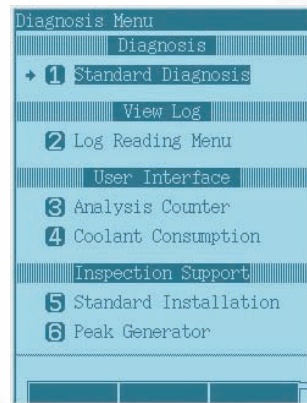 Diagnosis Menu
Diagnosis
1 Standard Diagnosis
View Log
2 Log Reading Menu
User Interface
3 Analysis Counter
4 Coolant Consumption
Inspection Support
5 Standard Installation
6 Peak Generator